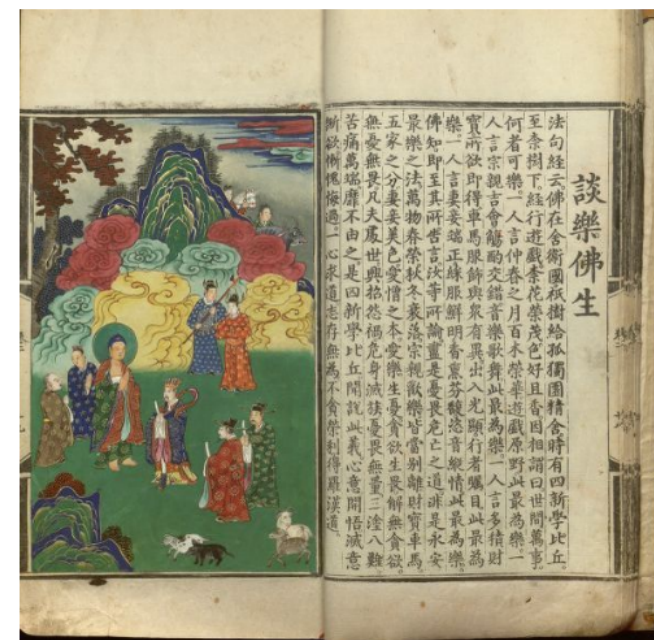 談樂佛生
法句經云。佛在舍衛國祇樹給孤獨園精舍。時有四新學比丘。
至柰樹下。經行遊戲。柰花榮茂。色好且香。因相謂曰。世間萬事。
何者可樂。一人言。仲春之月。百木榮華。遊戲原野。此最為樂。一
人言。宗親吉會。觴酌交錯。音樂歌舞。此最為樂。一人言。多積財
寶。所欲即得。車馬服飾。與眾有異。出入光顯。行者矚目。此最為
樂。一人言。妻妾端正。綵服鮮明。香熏芬馥。恣意縱情。此最為樂。
佛知即至其所。告言。汝等所論。盡是憂畏危亡之道。非是永安
最樂之法。萬物春榮。秋冬衰落。宗親歡樂。皆當別離。財寶車馬。
五家之分。妻妾美色。愛憎之本。愛樂生憂。貪欲生畏。解無貪欲。
無憂無畏。凡夫處世。興招怨禍。危身滅族。憂畏無量。三塗八難。
苦痛萬端。靡不由之。是四新學比丘。聞說此義。心意開悟。滅意
斷欲。慚愧悔過。一心求道。志存無為。不貪榮利。得羅漢道。